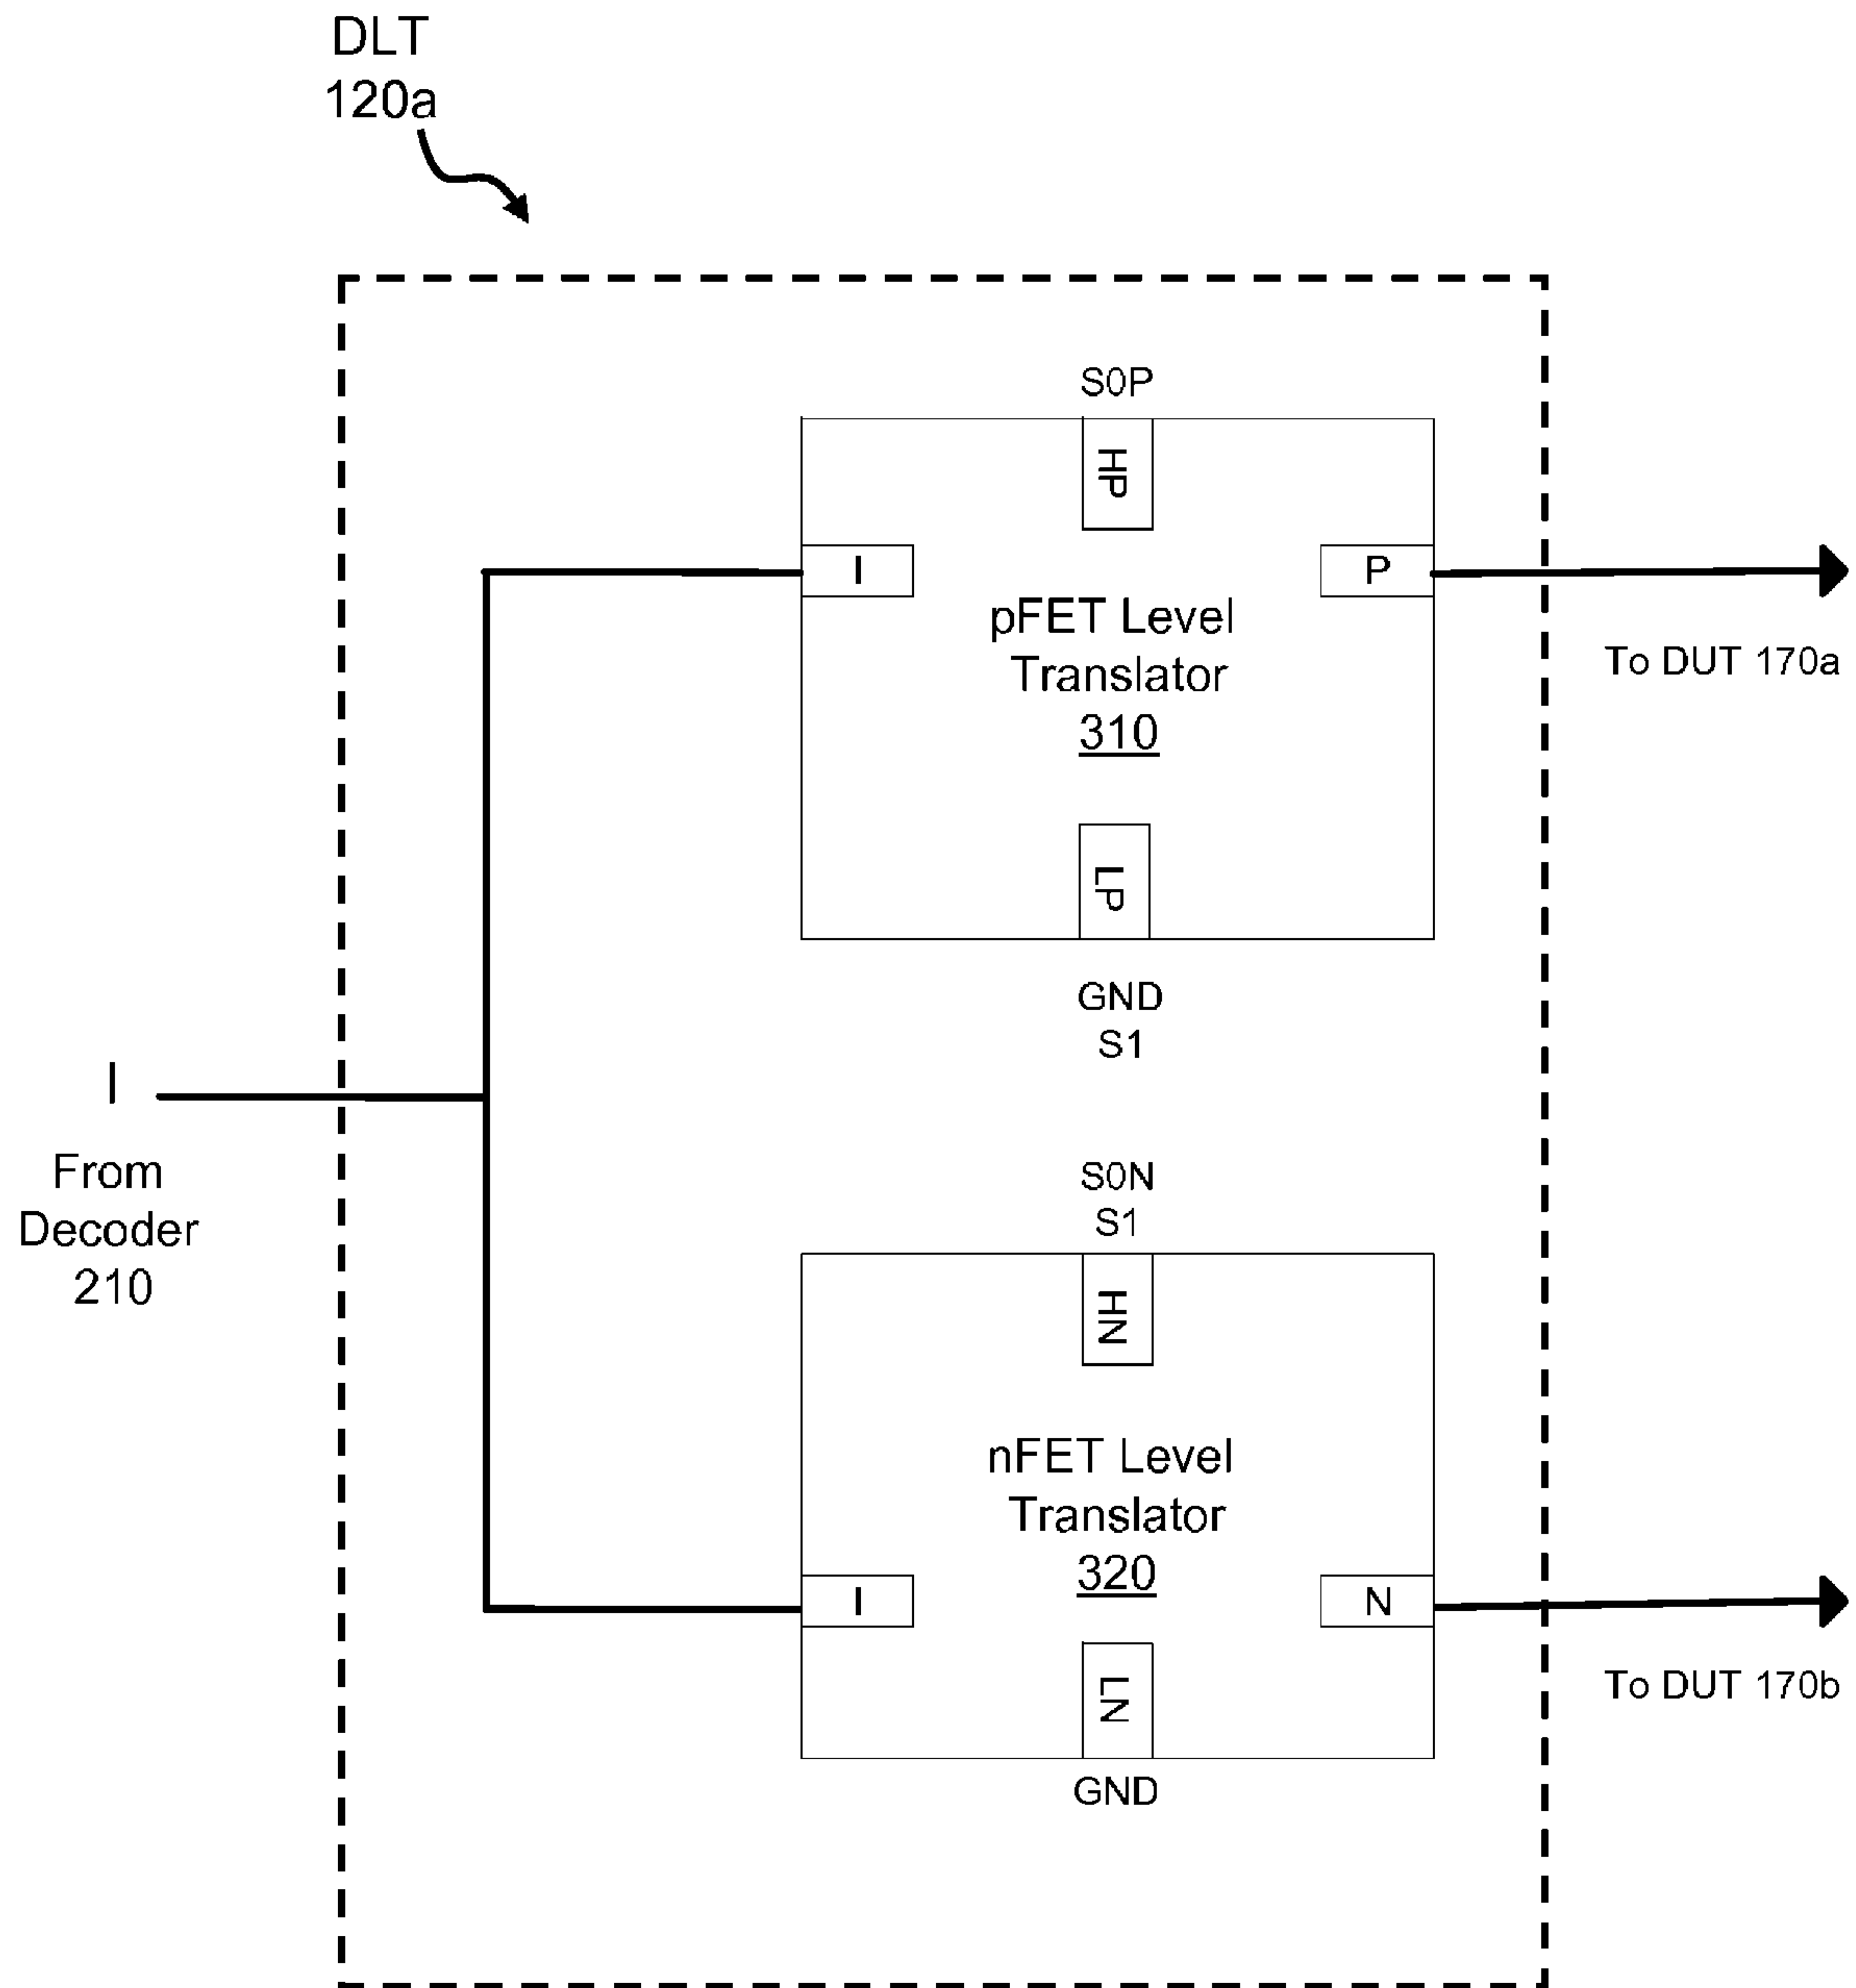 DLT
120a
S0P
HP
I
P
pFET Level
Translator
310
To DUT 170a
LP
GND
S1
I
From
Decoder
210
S0N
S1
HN
nFET Level
Translator
320
I
N
To DUT 170b
LN
GND